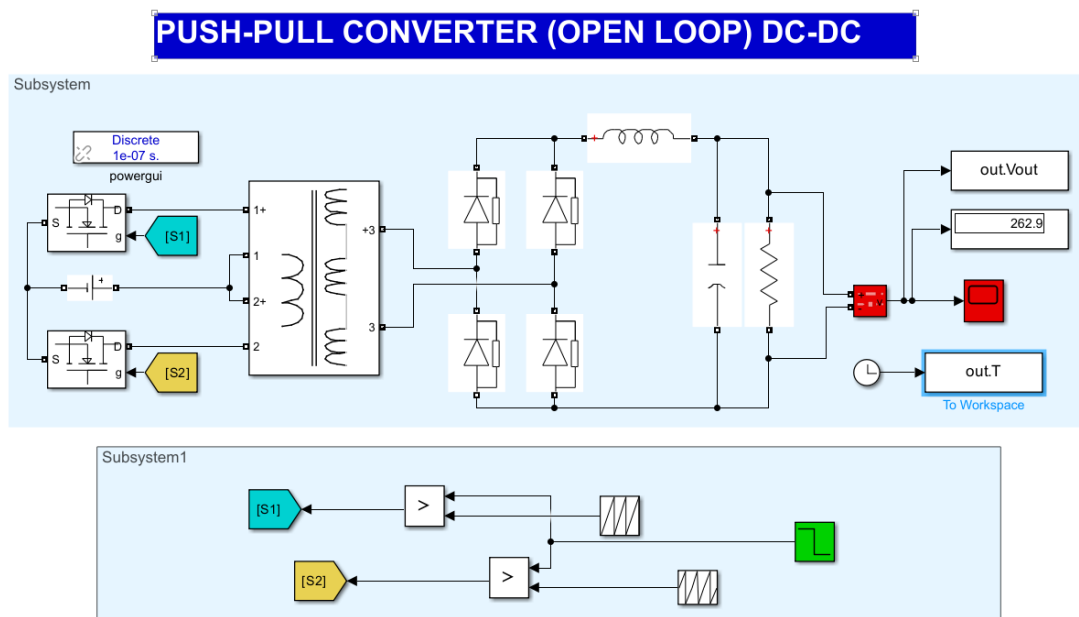 PUSH-PULL CONVERTER (OPEN LOOP) DC-DC
Subsystem
Discrete
1e-07 s.
powergui
S
D
g
[S1]
1+
1
2+
2
+3
3
S
D
g
[S2]
out.Vout
262.9
+
-
v
out.T
To Workspace
Subsystem1
[S1]
>
[S2]
>